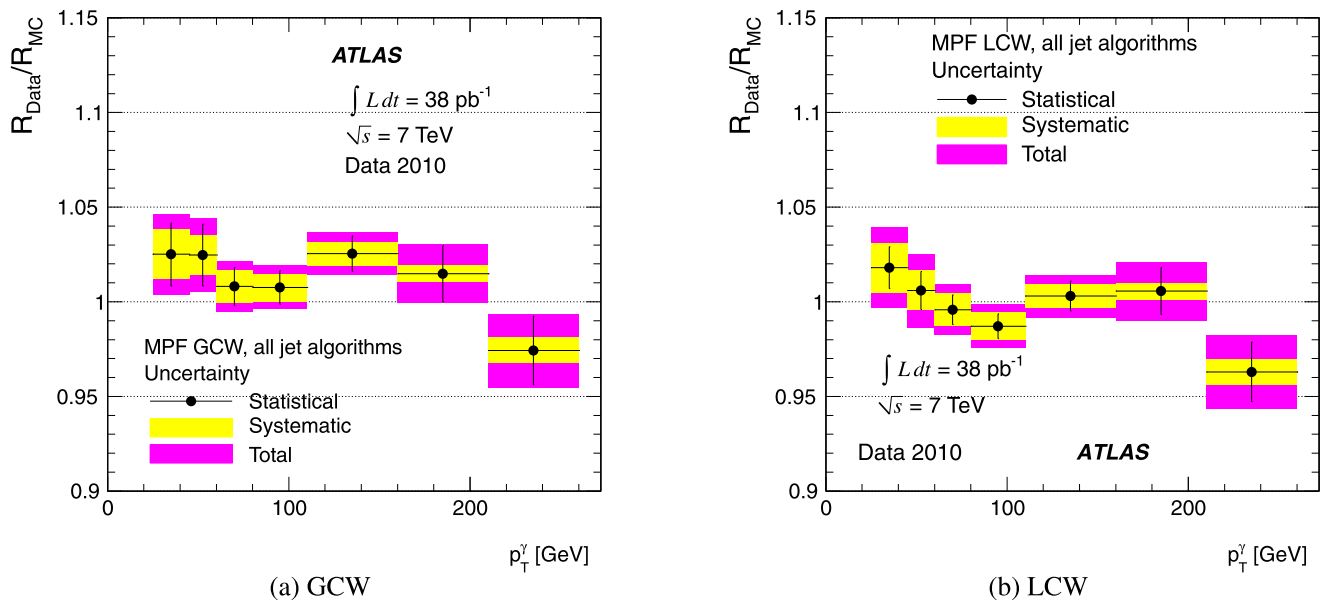 R_Data/R_MC
1.15
1.1
1.05
1
0.95
0.9
0
100
200
p_T^γ [GeV]
ATLAS
∫ L dt = 38 pb⁻¹
√s = 7 TeV
Data 2010
MPF GCW, all jet algorithms
Uncertainty
Statistical
Systematic
Total
(a) GCW
R_Data/R_MC
1.15
1.1
1.05
1
0.95
0.9
0
100
200
p_T^γ [GeV]
MPF LCW, all jet algorithms
Uncertainty
Statistical
Systematic
Total
∫ L dt = 38 pb⁻¹
√s = 7 TeV
Data 2010 ATLAS
(b) LCW